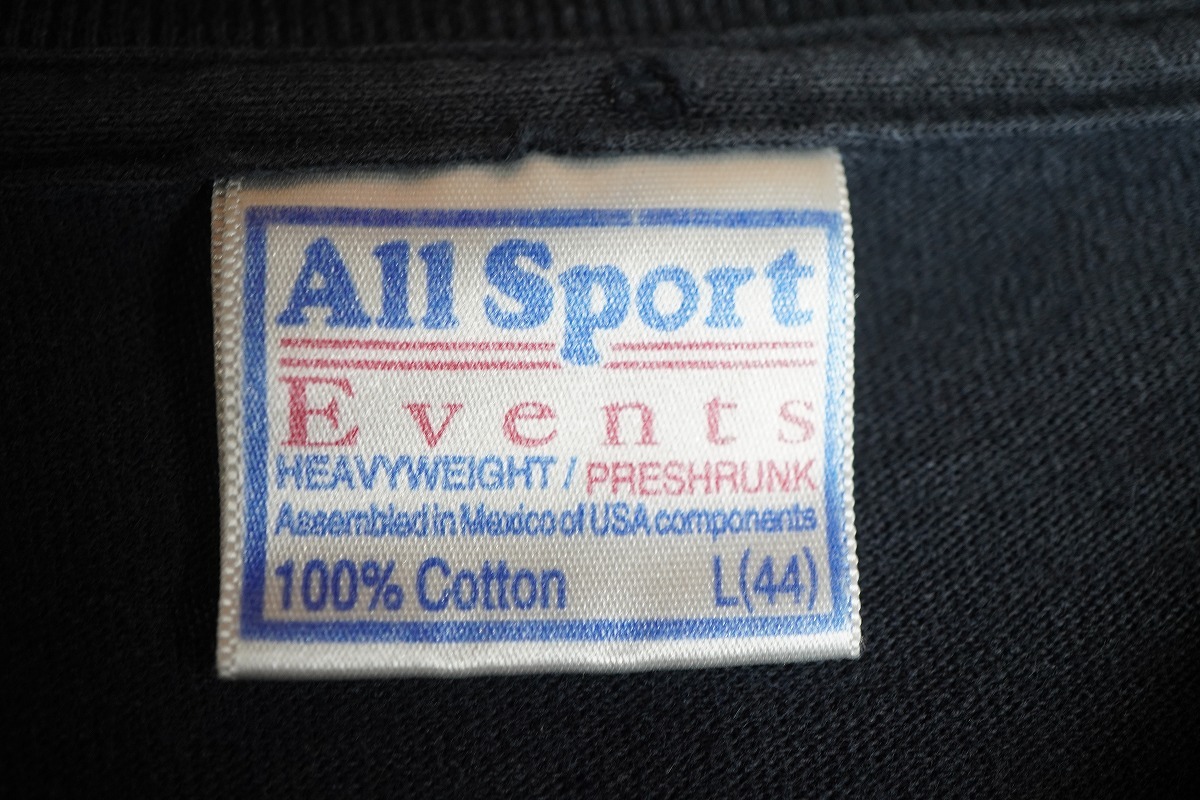 All Sport
Events
HEAVYWEIGHT / PRESHRUNK
Assembled in Mexico of USA components
100% Cotton L(44)